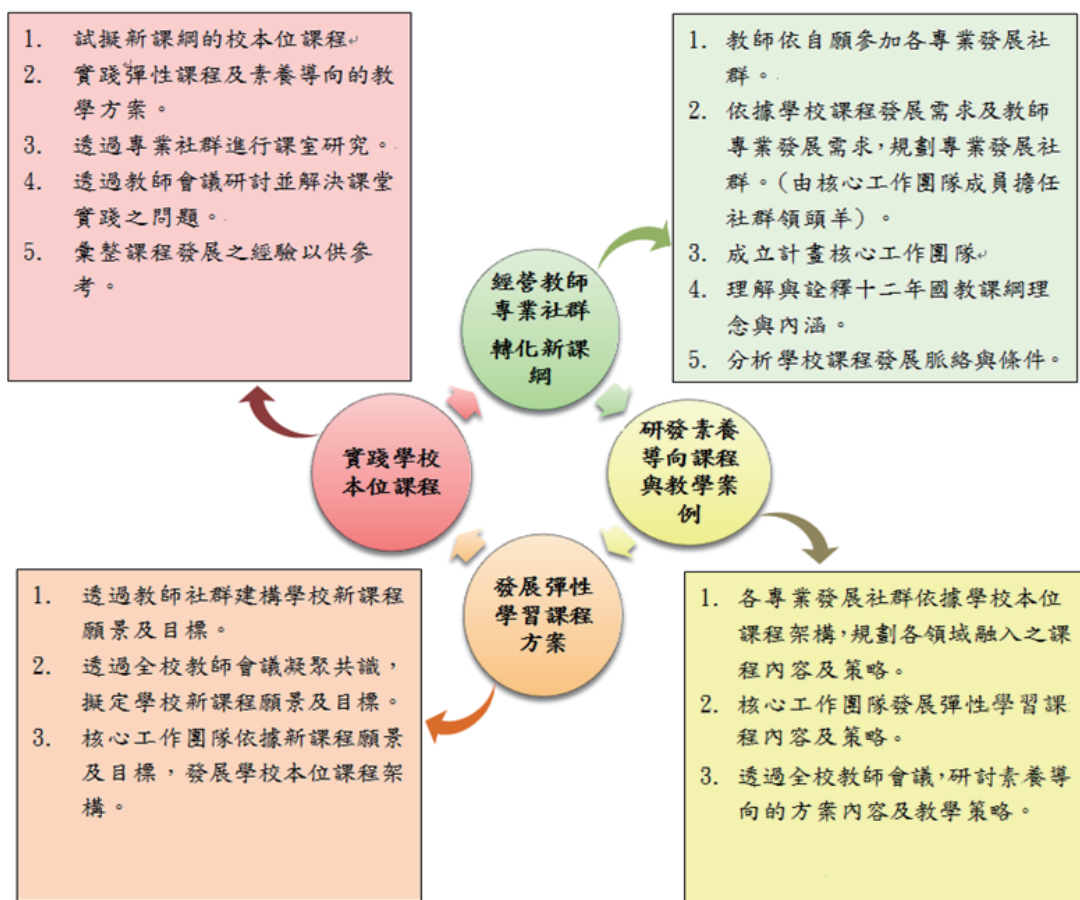 1. 試擬新課綱的校本位課程
2. 實踐彈性課程及素養導向的教
學方案。
3. 透過專業社群進行課室研究。
4. 透過教師會議研討並解決課堂
實踐之問題。
5. 彙整課程發展之經驗以供參
考。
1. 教師依自願參加各專業發展社
群。
2. 依據學校課程發展需求及教師
專業發展需求,規劃專業發展社
群。(由核心工作團隊成員擔任
社群領頭羊)。
3. 成立計畫核心工作團隊
4. 理解與詮釋十二年國教課綱理
念與內涵。
5. 分析學校課程發展脈絡與條件。
經營教師
專業社群
轉化新課
綱
研發素養
導向課程
與教學案
例
實踐學校
本位課程
發展彈性
學習課程
方案
1. 透過教師社群建構學校新課程
願景及目標。
2. 透過全校教師會議凝聚共識,
擬定學校新課程願景及目標。
3. 核心工作團隊依據新課程願景
及目標,發展學校本位課程架
構。
1. 各專業發展社群依據學校本位
課程架構,規劃各領域融入之課
程內容及策略。
2. 核心工作團隊發展彈性學習課
程內容及策略。
3. 透過全校教師會議,研討素養導
向的方案內容及教學策略。